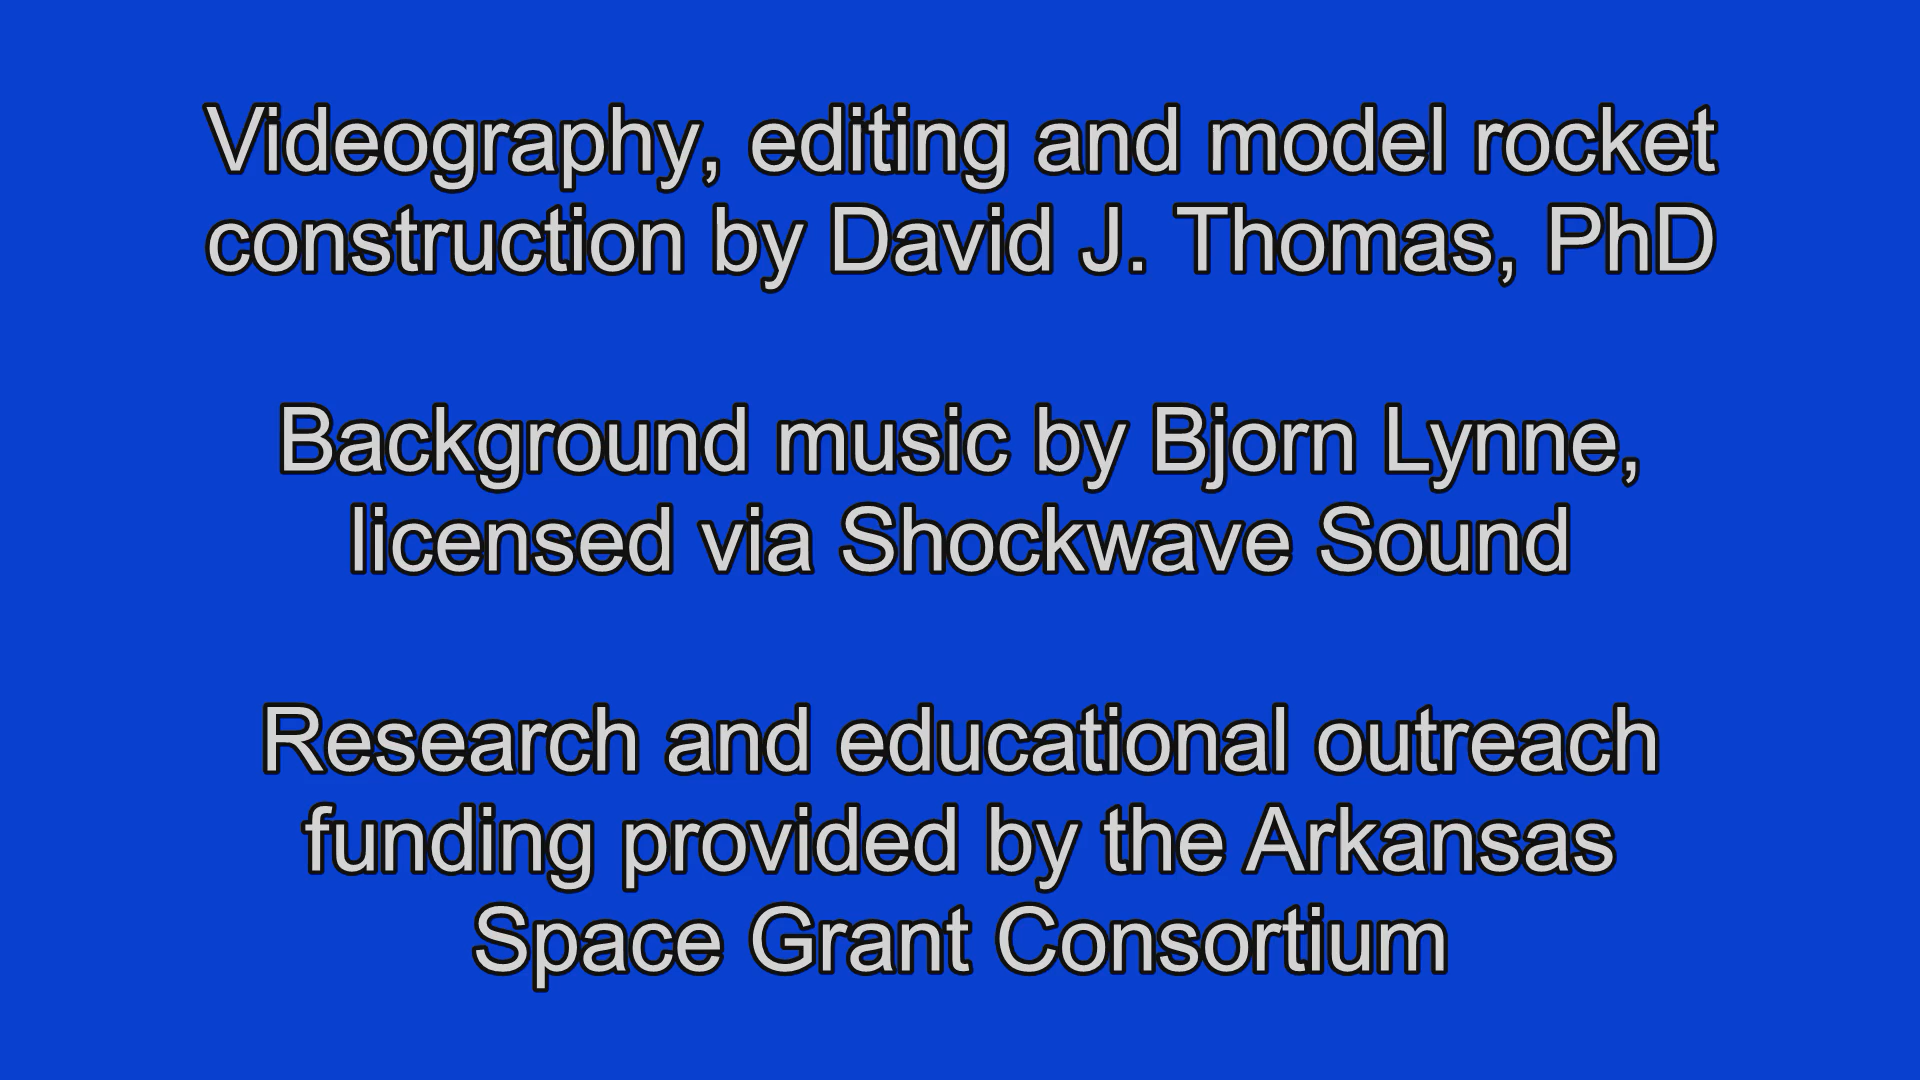 Videography, editing and model rocket
construction by David J. Thomas, PhD
Background music by Bjorn Lynne,
licensed via Shockwave Sound
Research and educational outreach
funding provided by the Arkansas
Space Grant Consortium